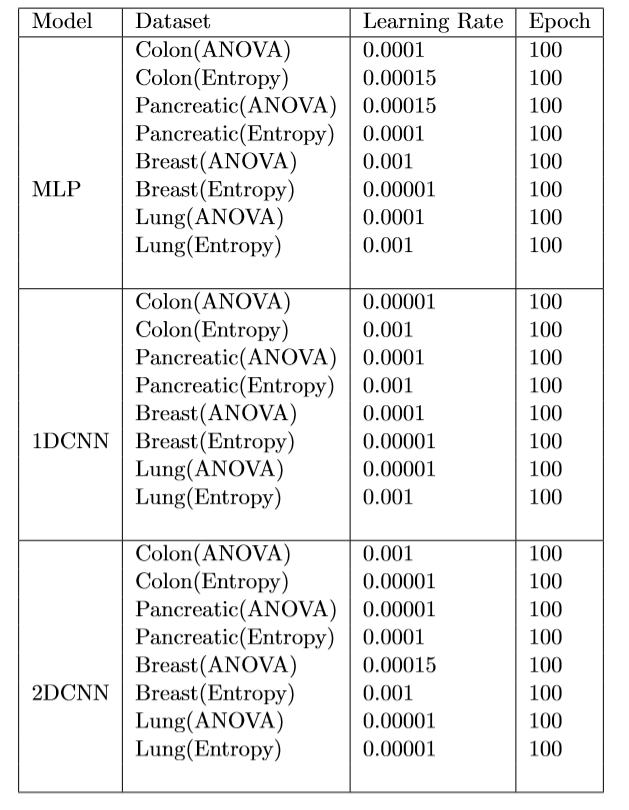 Model Dataset Learning Rate Epoch
Colon(ANOVA) 0.0001 100
Colon(Entropy) 0.00015 100
Pancreatic(ANOVA) 0.00015 100
Pancreatic(Entropy) 0.0001 100
Breast(ANOVA) 0.001 100
MLP Breast(Entropy) 0.00001 100
Lung(ANOVA) 0.0001 100
Lung(Entropy) 0.001 100
Colon(ANOVA) 0.00001 100
Colon(Entropy) 0.001 100
Pancreatic(ANOVA) 0.0001 100
Pancreatic(Entropy) 0.001 100
Breast(ANOVA) 0.0001 100
1DCNN Breast(Entropy) 0.00001 100
Lung(ANOVA) 0.00001 100
Lung(Entropy) 0.001 100
Colon(ANOVA) 0.001 100
Colon(Entropy) 0.00001 100
Pancreatic(ANOVA) 0.00001 100
Pancreatic(Entropy) 0.0001 100
Breast(ANOVA) 0.00015 100
2DCNN Breast(Entropy) 0.001 100
Lung(ANOVA) 0.00001 100
Lung(Entropy) 0.00001 100